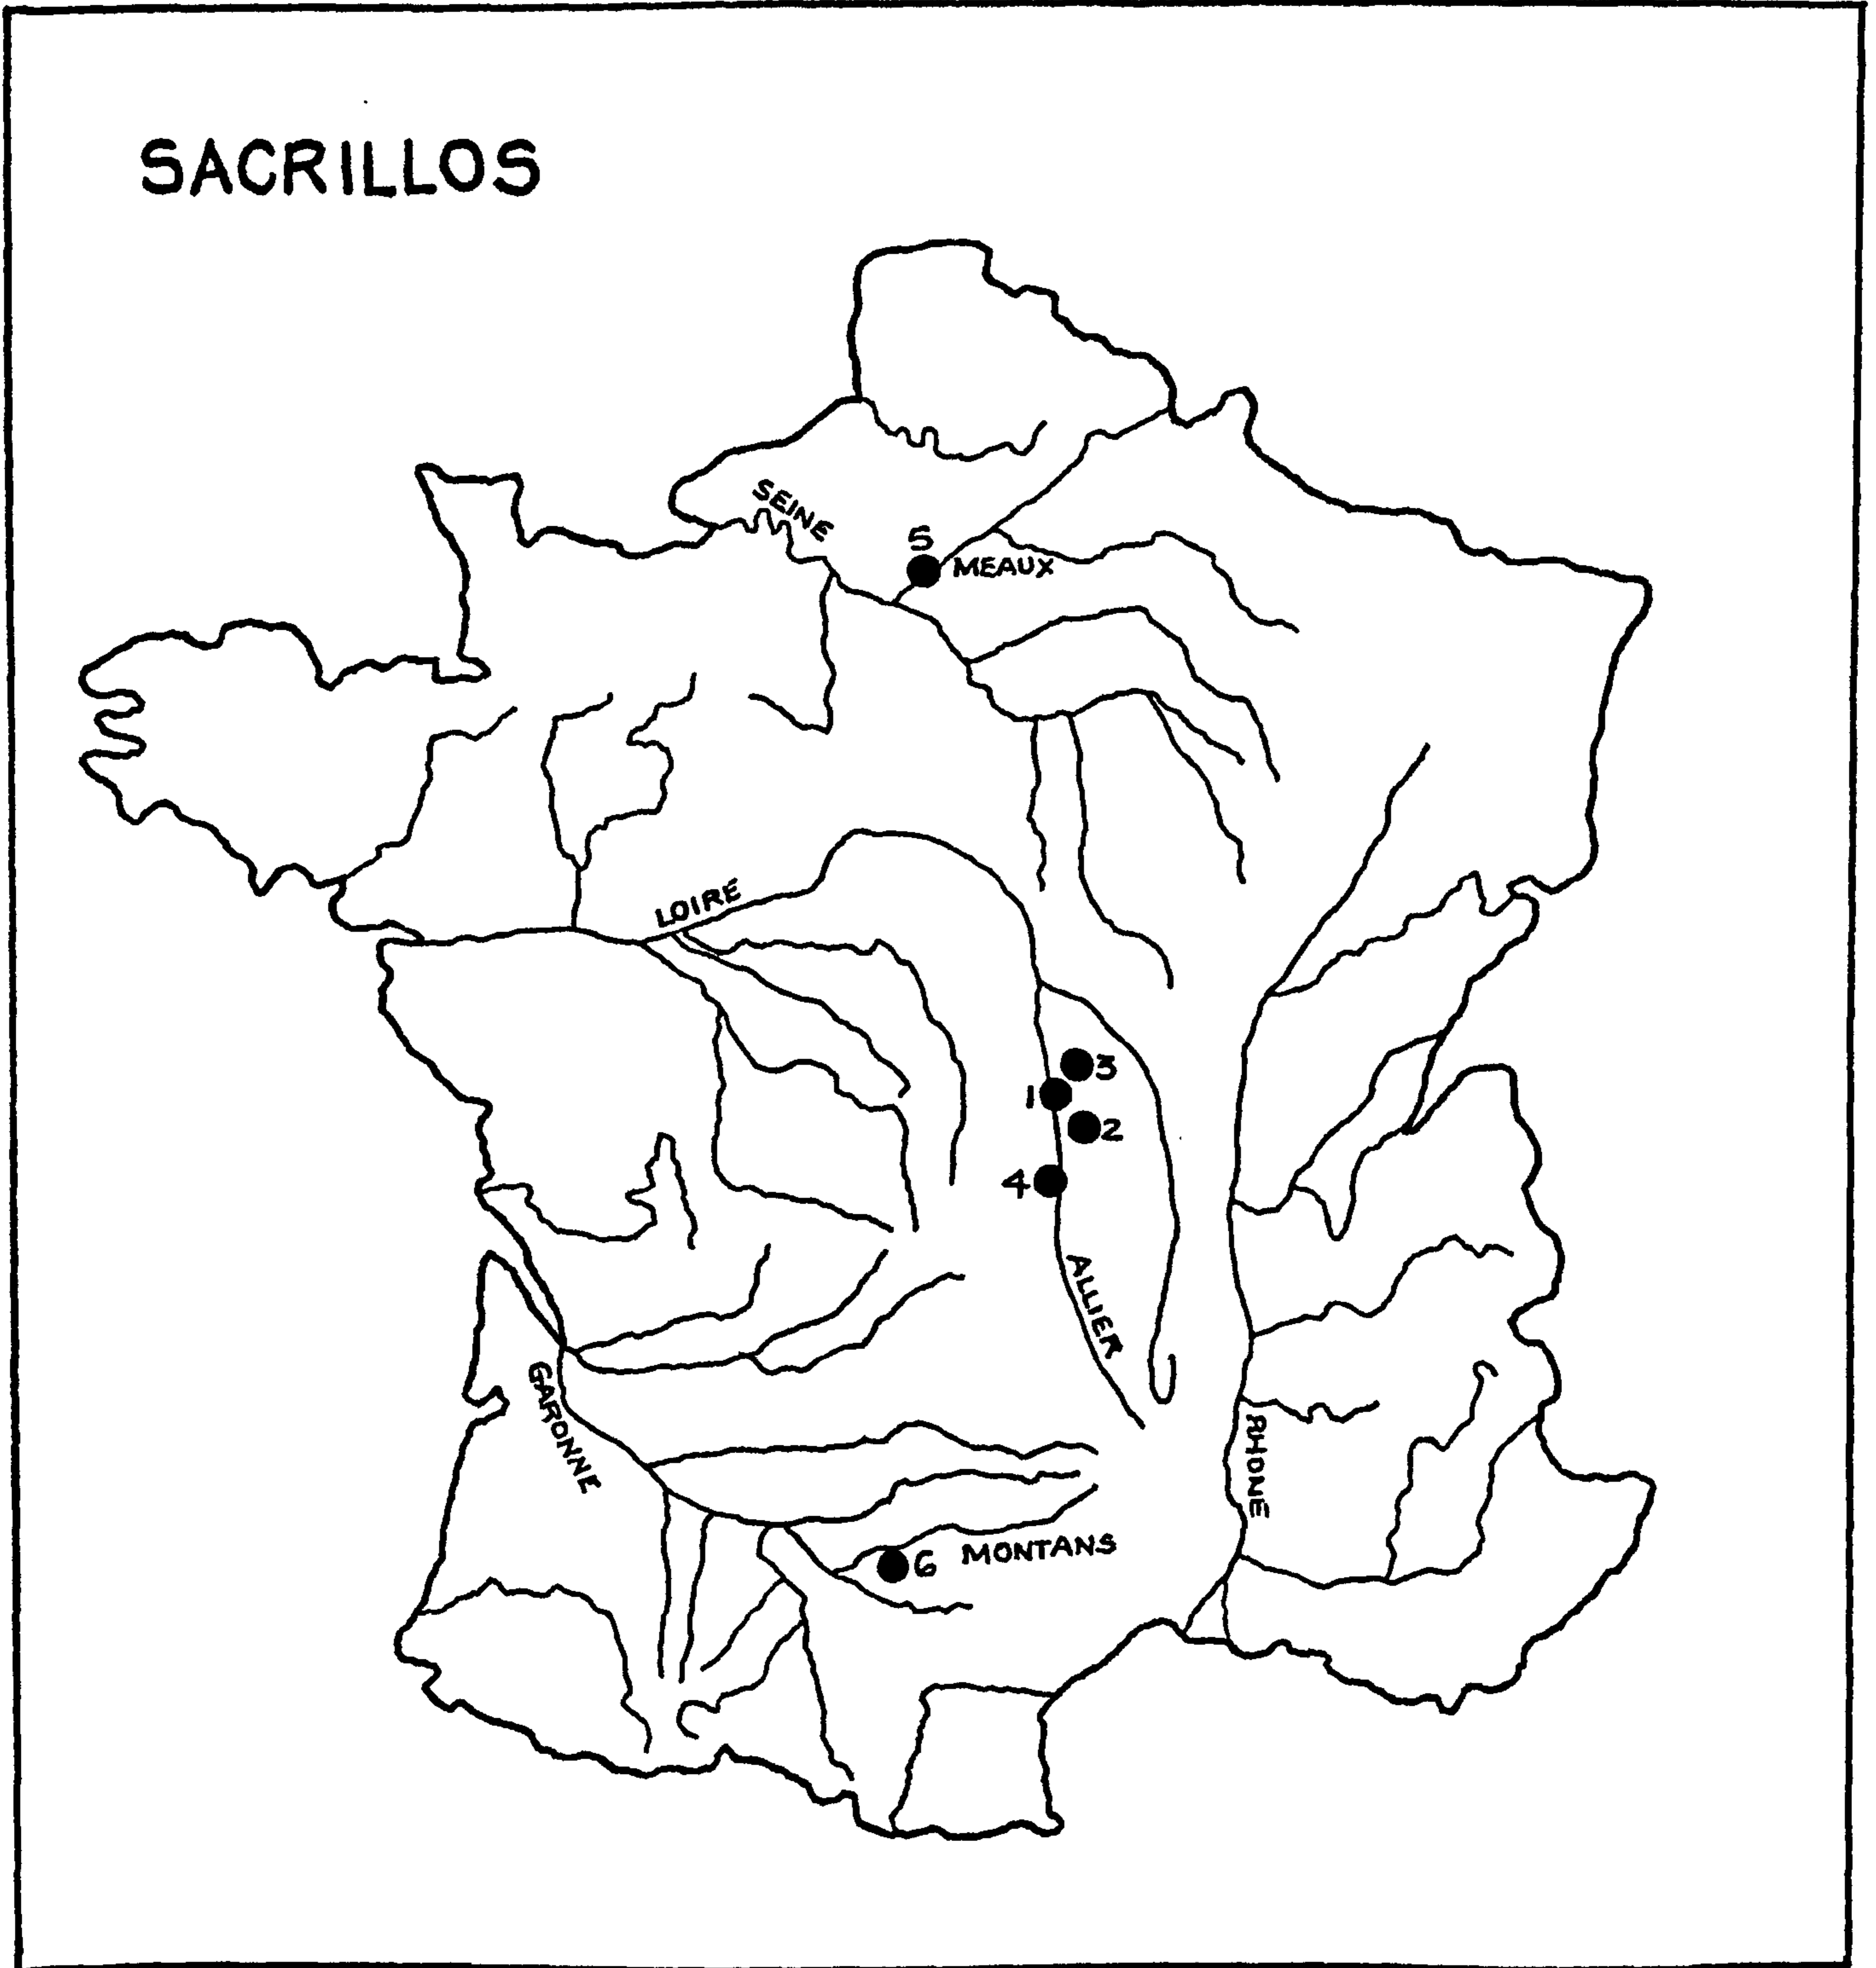 SACRILLOS
SEINE
5
MEAUX
LOIRE
3
1
2
4
ALLIER
GARONNE
RHONE
6 MONTANS